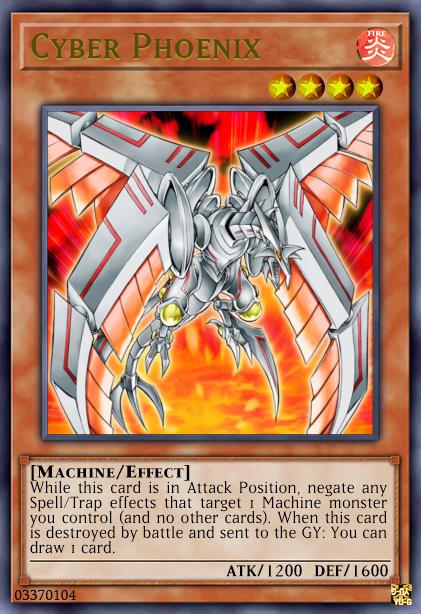 CYBER PHOENIX
FIRE
炎
[MACHINE/EFFECT]
While this card is in Attack Position, negate any
Spell/Trap effects that target 1 Machine monster
you control (and no other cards). When this card
is destroyed by battle and sent to the GY: You can
draw 1 card.
ATK/1200 DEF/1600
03370104